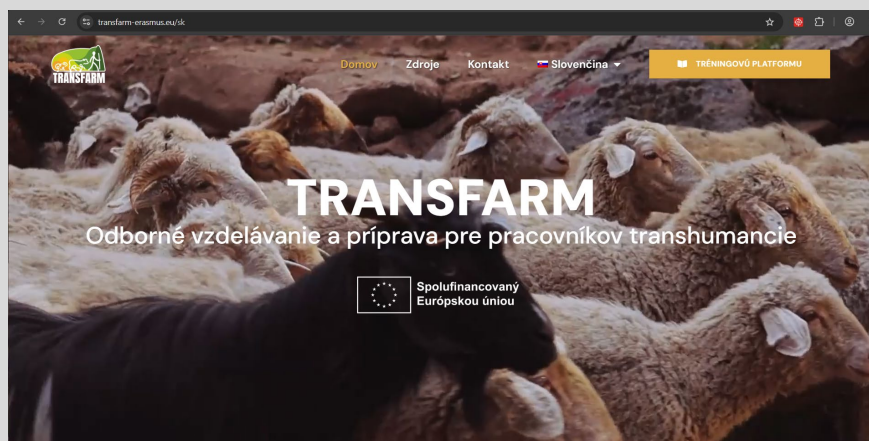 transfarm-erasmus.eu/sk
TRANSFARM
Domov
Zdroje
Kontakt
Slovenčina
TRÉNINGOVÚ PLATFORMU
TRANSFARM
Odborné vzdelávanie a príprava pre pracovníkov transhumancie
Spolufinancovaný
Európskou úniou